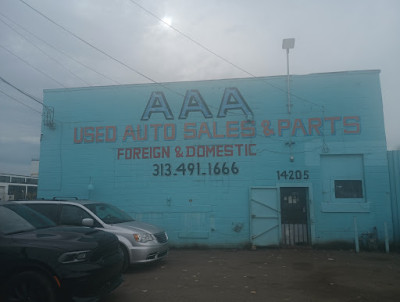 AAA
USED AUTO SALES & PARTS
FOREIGN & DOMESTIC
313.491.1666
14205